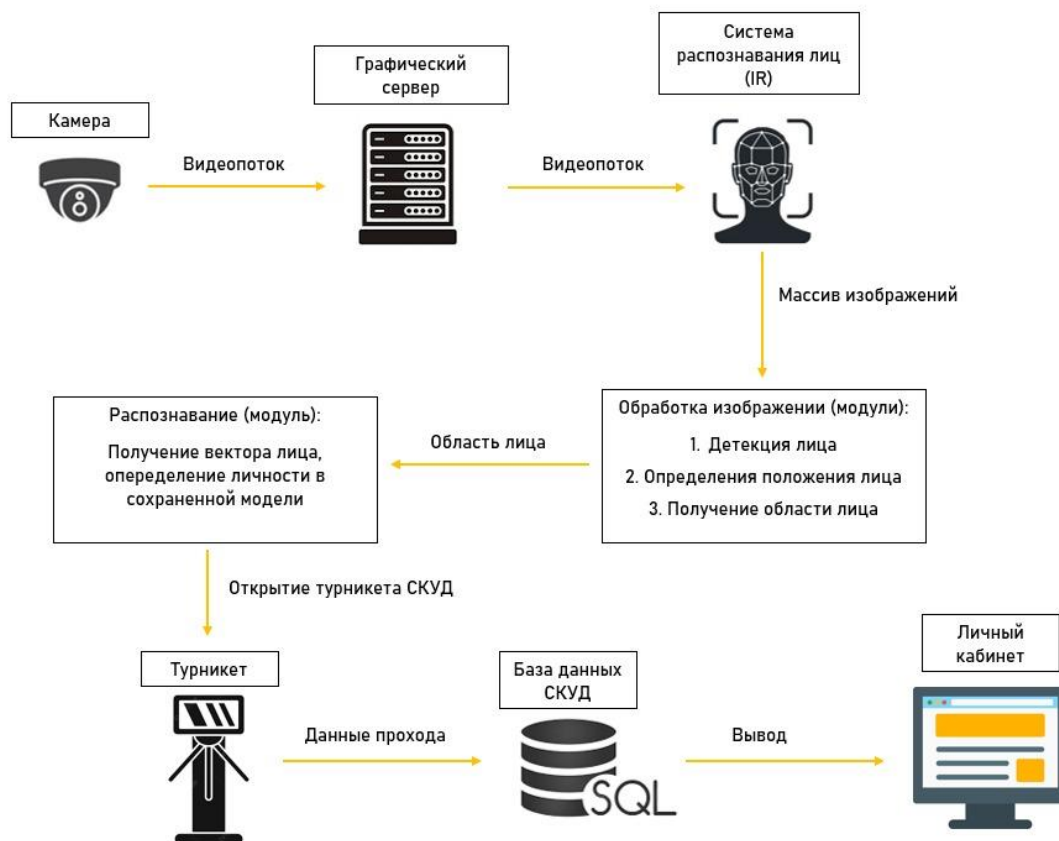 Камера
Видеопоток
Графический
сервер
Видеопоток
Система
распознавания лиц
(IR)
Массив изображений
Обработка изображении (модули):
1. Детекция лица
2. Определения положения лица
3. Получение области лица
Область лица
Распознавание (модуль):
Получение вектора лица,
опеределение личности в
сохраненной модели
Открытие турникета СКУД
Турникет
Данные прохода
База данных
СКУД
SQL
Вывод
Личный
кабинет